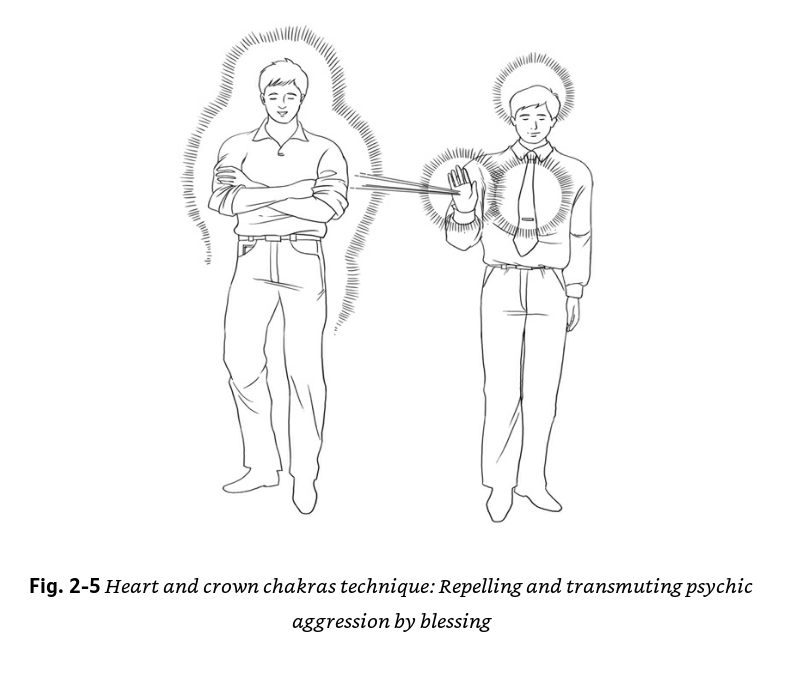 Fig. 2-5 Heart and crown chakras technique: Repelling and transmuting psychic
aggression by blessing